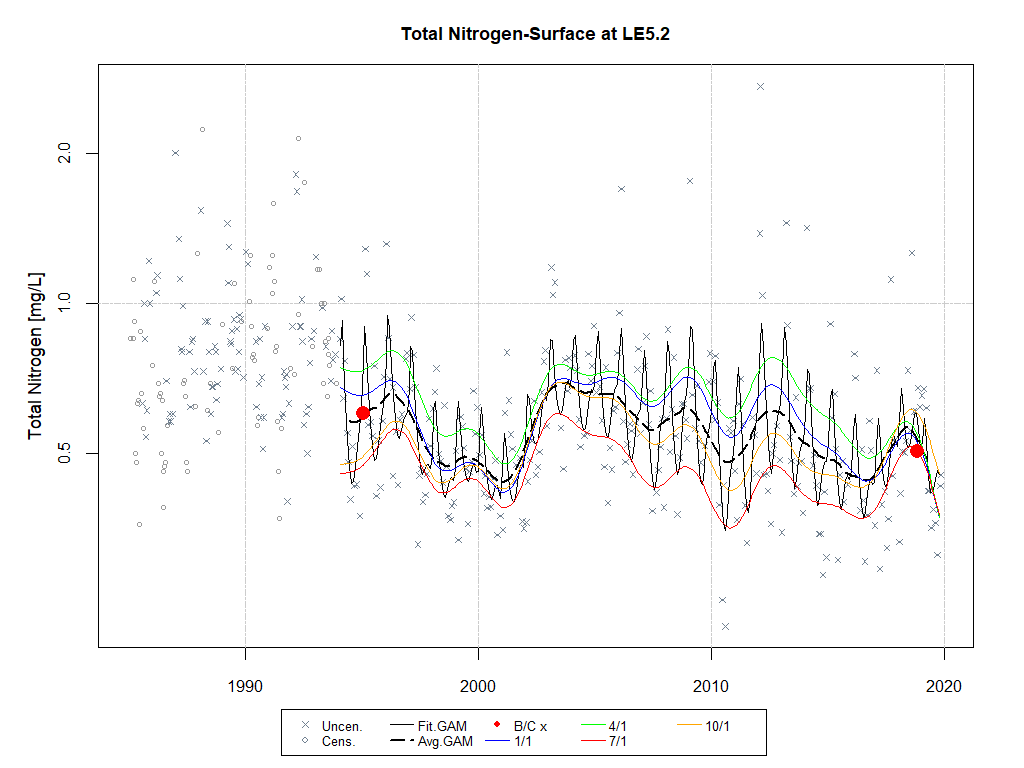 Total Nitrogen-Surface at LE5.2
Total Nitrogen [mg/L]
2.0
1.0
0.5
1990 2000 2010 2020
Uncen. Fit.GAM B/C x 4/1 10/1
Cens. Avg.GAM 1/1 7/1